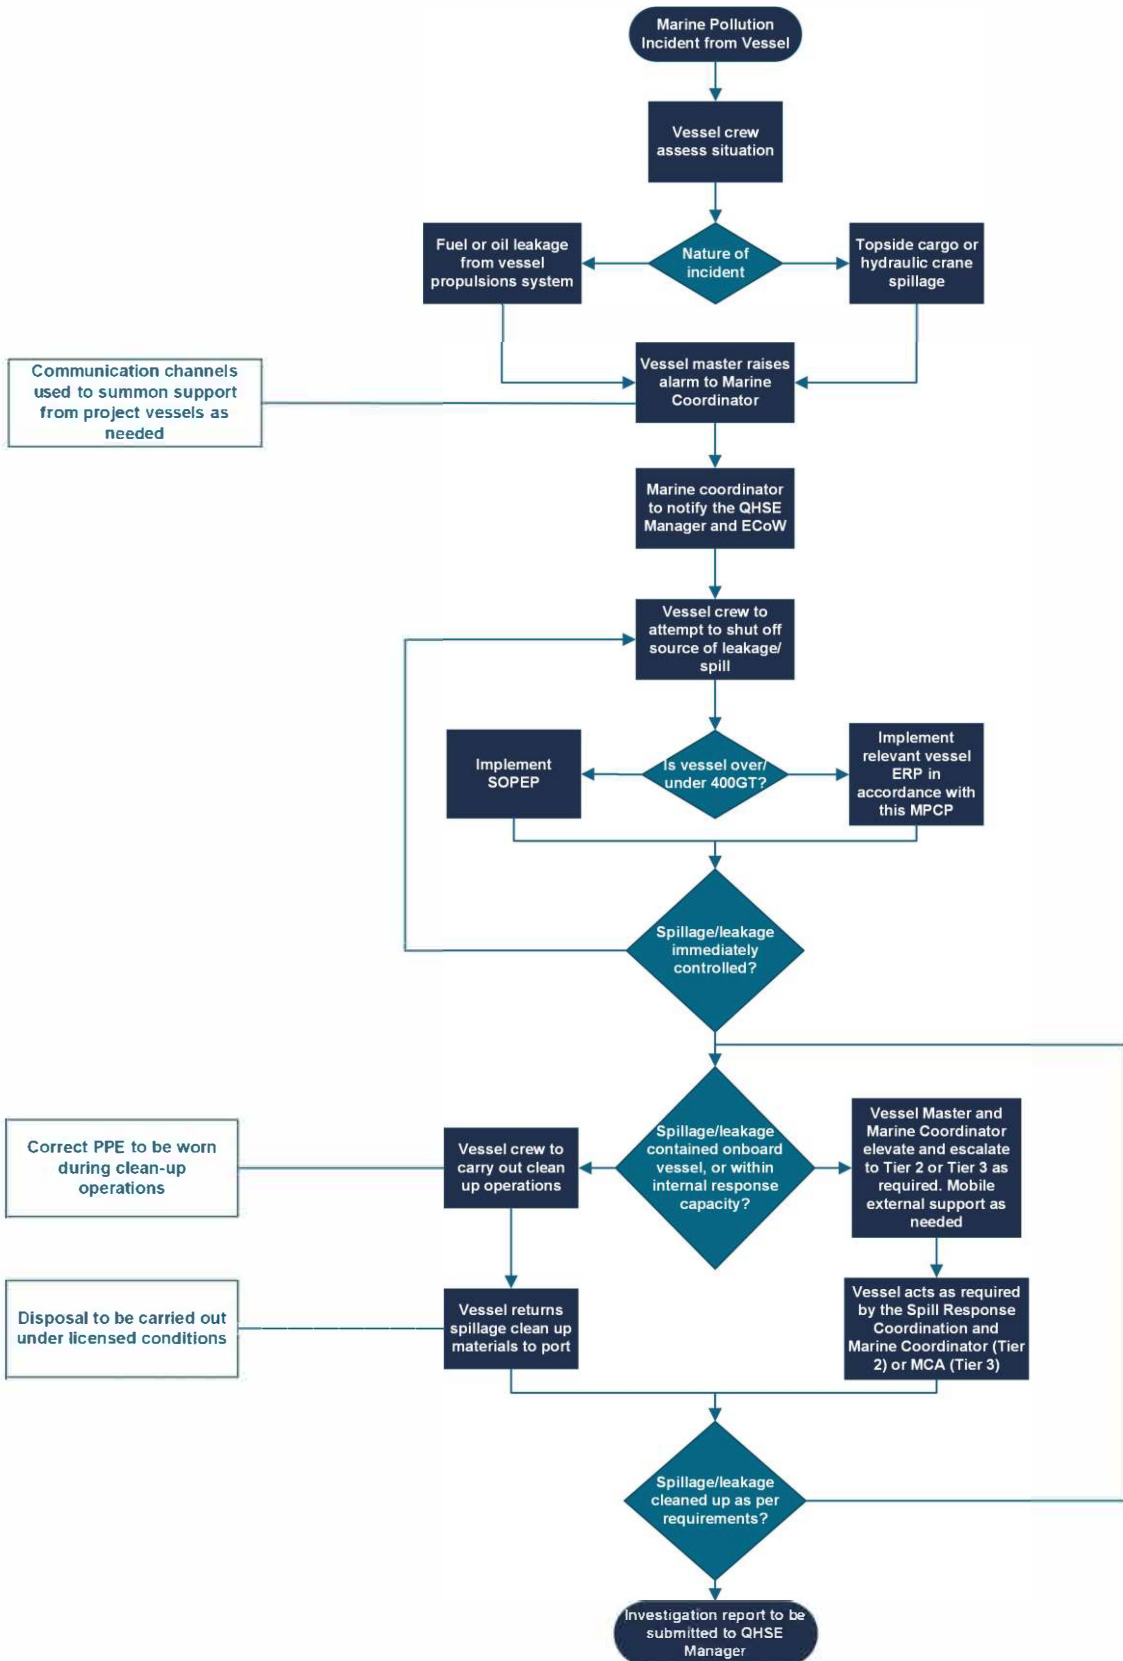 Marine Pollution
Incident from Vessel
Vessel crew
assess situation
Fuel or oil leakage
from vessel
propulsions system
Nature of
incident
Topside cargo or
hydraulic crane
spillage
Communication channels
used to summon support
from project vessels as
needed
Vessel master raises
alarm to Marine
Coordinator
Marine coordinator
to notify the QHSE
Manager and ECoW
Vessel crew to
attempt to shut off
source of leakage/
spill
Implement
SOPEP
Is vessel over/
under 400GT?
Implement
relevant vessel
ERP in
accordance with
this MPCP
Spillage/leakage
immediately
controlled?
Correct PPE to be worn
during clean-up
operations
Vessel crew to
carry out clean
up operations
Spillage/leakage
contained onboard
vessel, or within
internal response
capacity?
Vessel Master and
Marine Coordinator
elevate and escalate
to Tier 2 or Tier 3 as
required. Mobile
external support as
needed
Disposal to be carried out
under licensed conditions
Vessel returns
spillage clean up
materials to port
Vessel acts as required
by the Spill Response
Coordination and
Marine Coordinator (Tier
2) or MCA (Tier 3)
Spillage/leakage
cleaned up as per
requirements?
Investigation report to be
submitted to QHSE
Manager